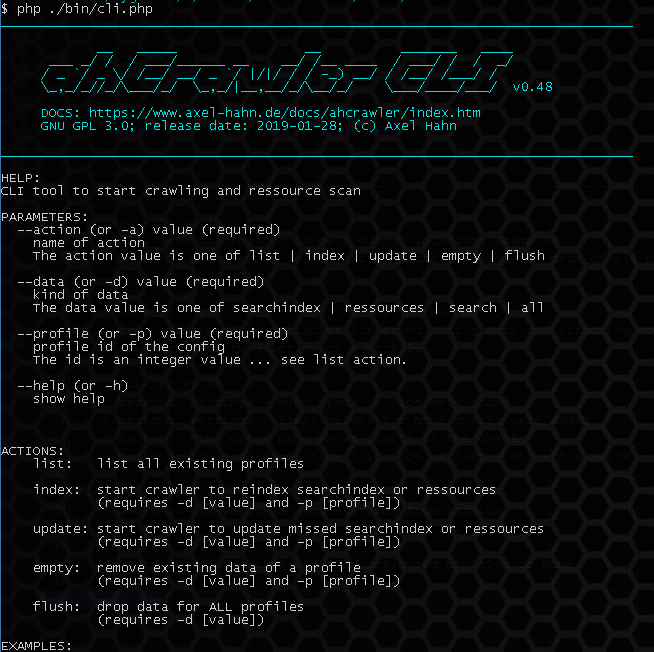 $ php ./bin/cli.php
ahCrawler CLI v0.48
DOCS: https://www.axel-hahn.de/docs/ahcrawler/index.htm
GNU GPL 3.0; release date: 2019-01-28; (c) Axel Hahn
HELP:
CLI tool to start crawling and ressource scan
PARAMETERS:
--action (or -a) value (required)
name of action
The action value is one of list | index | update | empty | flush
--data (or -d) value (required)
kind of data
The data value is one of searchindex | ressources | search | all
--profile (or -p) value (required)
profile id of the config
The id is an integer value ... see list action.
--help (or -h)
show help
ACTIONS:
list: list all existing profiles
index: start crawler to reindex searchindex or ressources
(requires -d [value] and -p [profile])
update: start crawler to update missed searchindex or ressources
(requires -d [value] and -p [profile])
empty: remove existing data of a profile
(requires -d [value] and -p [profile])
flush: drop data for ALL profiles
(requires -d [value])
EXAMPLES: